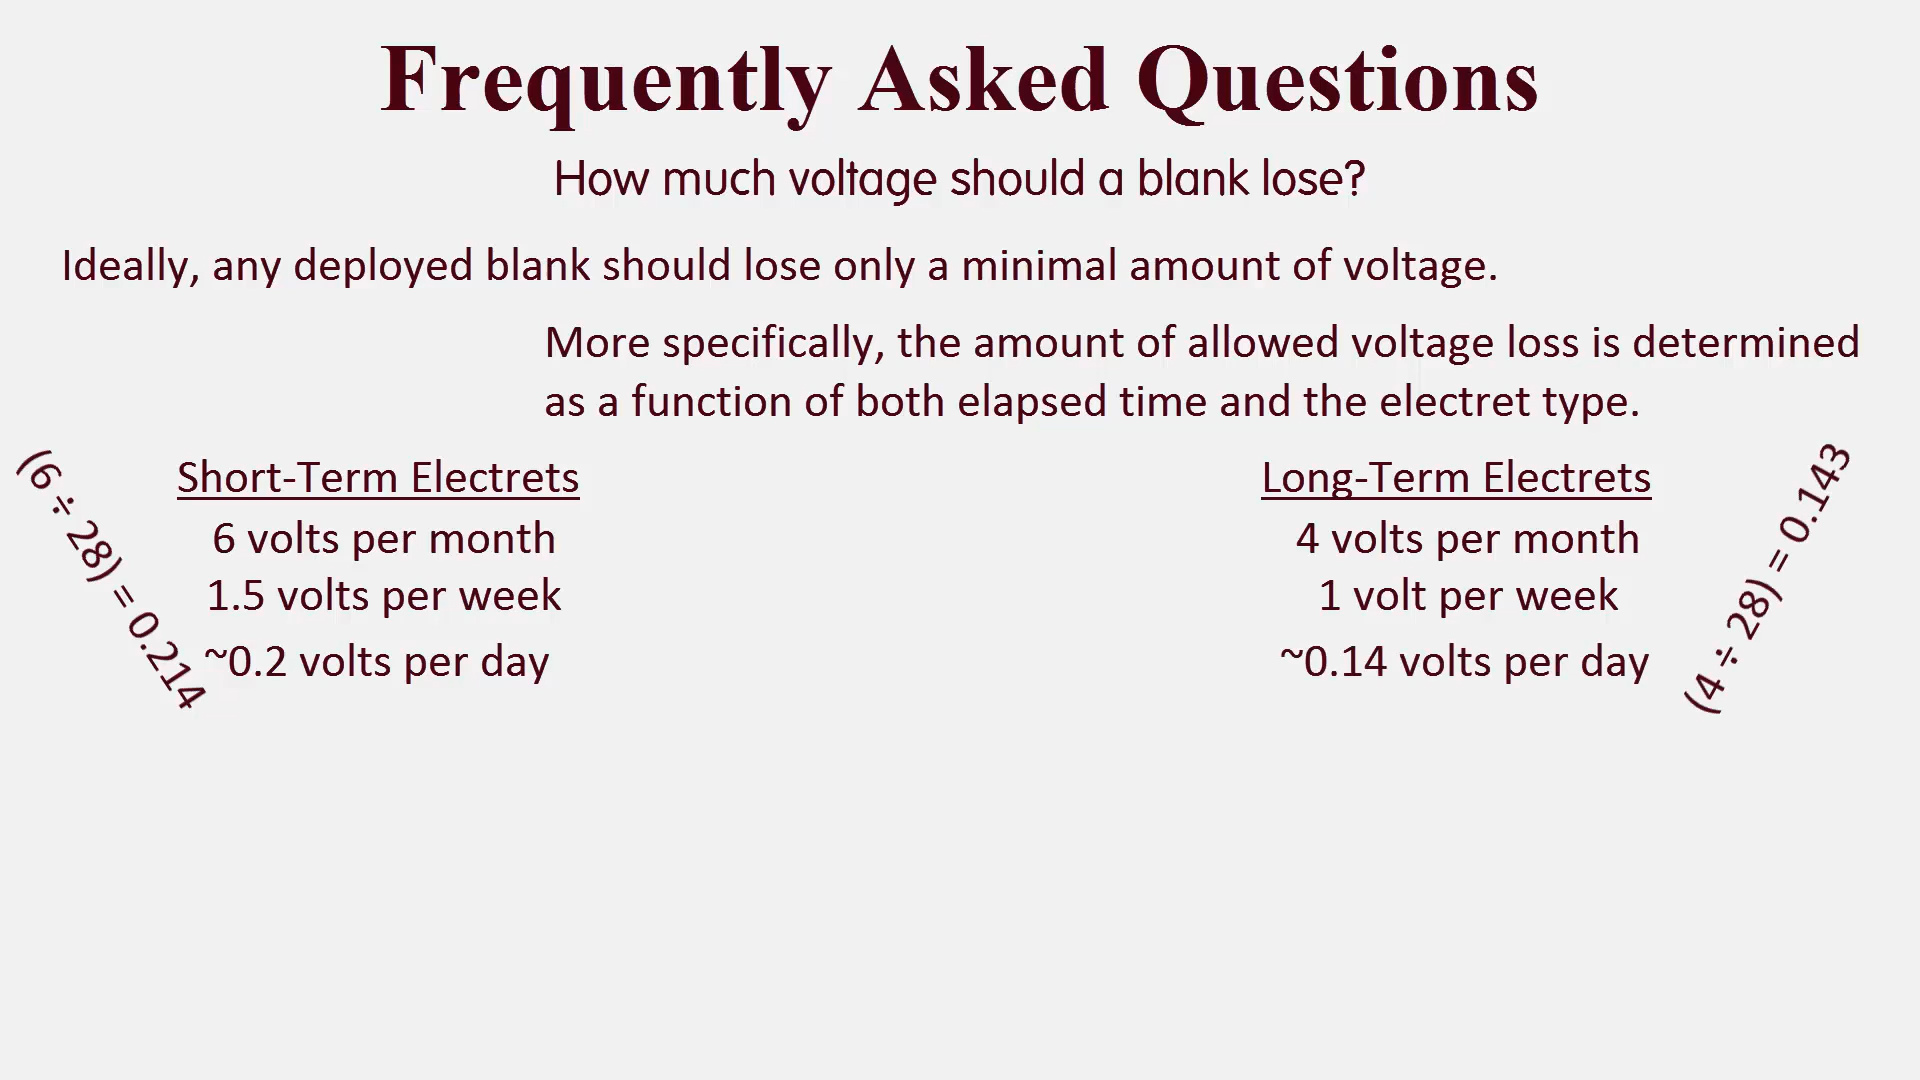 Frequently Asked Questions
How much voltage should a blank lose?
Ideally, any deployed blank should lose only a minimal amount of voltage.
More specifically, the amount of allowed voltage loss is determined
as a function of both elapsed time and the electret type.
Short-Term Electrets
6 volts per month
1.5 volts per week
~0.2 volts per day
(6 ÷ 28) = 0.214
Long-Term Electrets
4 volts per month
1 volt per week
~0.14 volts per day
(4 ÷ 28) = 0.143